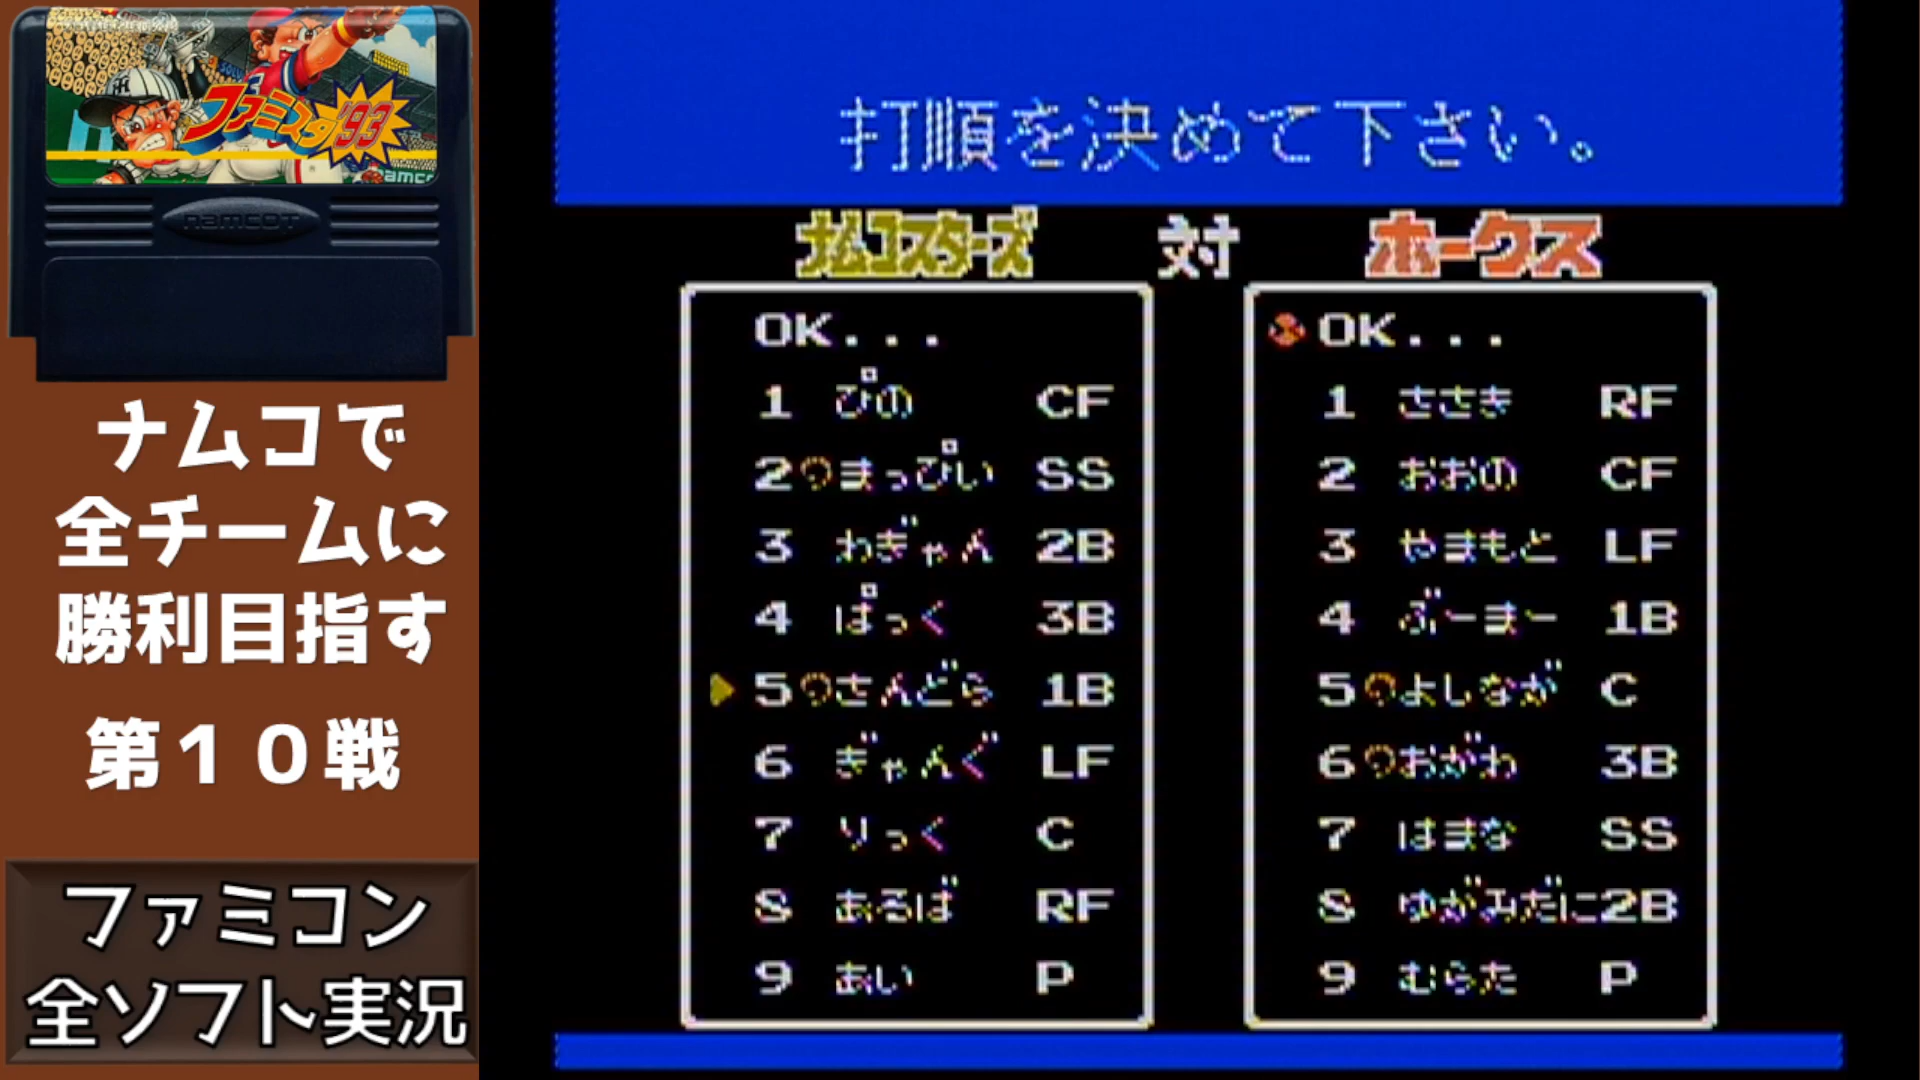 ファミスタ'93
namcot
ナムコで
全チームに
勝利目指す
第10戦
ファミコン
全ソフト実況
打順を決めて下さい。
ナムコスターズ 対 ホークス
OK...
1 ぴの CF
2 まっぴい SS
3 わぎゃん 2B
4 ぱっく 3B
5 さんどら 1B
6 ぎゃんぐ LF
7 りっく C
8 あるば RF
9 あい P
OK...
1 ささき RF
2 おおの CF
3 やまもと LF
4 ぶーまー 1B
5 よしなが C
6 おがわ 3B
7 はまな SS
8 ゆがみだに 2B
9 むらた P